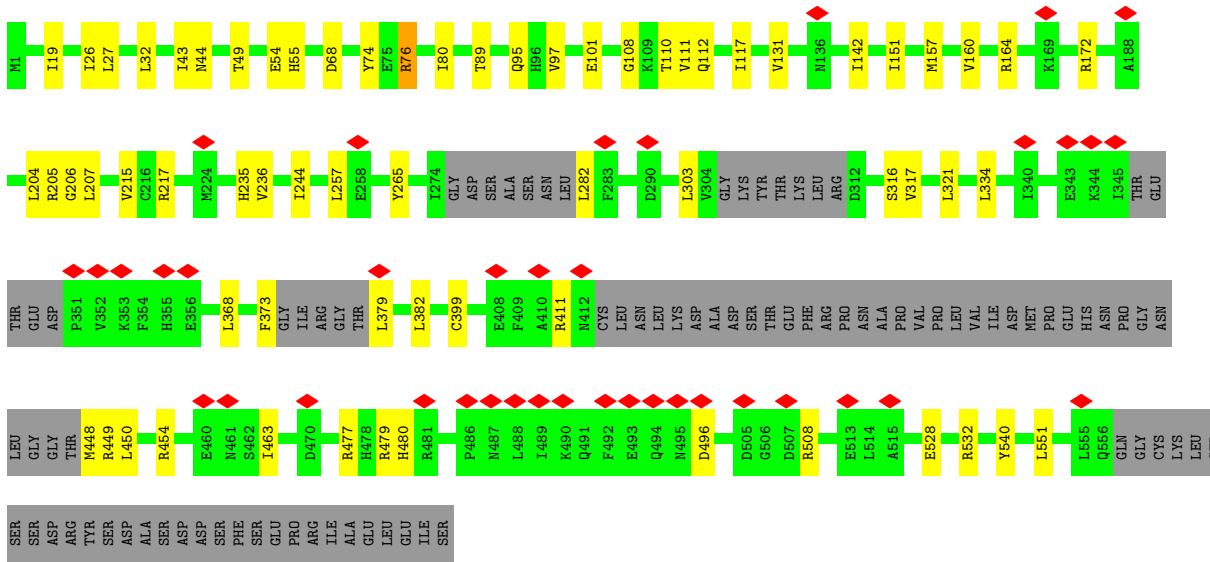 M1 I19 I26 L27 L32 I43 N44 T49 E54 H55 D68 Y74 E75 R76 I80 T89 Q95 H96 V97 E101 G108 K109 T110 V111 Q112 I117 V131 N136 I142 I151 M157 V160 R164 K169 R172 A188
L204 R205 G206 L207 V215 C216 R217 M224 H235 V236 I244 L257 E258 Y265 I274 GLY ASP SER ALA SER ASN LEU L282 F283 D290 L303 V304 GLY LYS TYR THR LYS LEU ARG D312 S316 V317 L321 L334 I340 E343 K344 I345 THR GLU
THR GLU ASP P351 V352 K353 F354 H355 E356 L368 F373 GLY ILE ARG GLY THR L379 L382 C399 E408 F409 A410 R411 N412 CYS LEU ASN LEU LYS ASP ALA ASP SER THR GLU PHE ARG PRO ASN ALA PRO VAL PRO LEU VAL ILE ASP MET PRO GLU HIS ASN PRO GLY ASN
LEU GLY GLY THR M448 R449 L450 R454 E460 N461 S462 I463 D470 R477 H478 R479 H480 R481 P486 N487 L488 I489 K490 Q491 F492 E493 Q494 N495 D496 D505 G506 D507 R508 E513 L514 A515 E528 R532 Y540 L551 L555 Q556 GLN GLY CYS LYS LEU
SER SER ASP ARG TYR SER ASP ALA SER ASP ASP SER PHE SER GLU PRO ARG ILE ALA GLU LEU GLU ILE SER